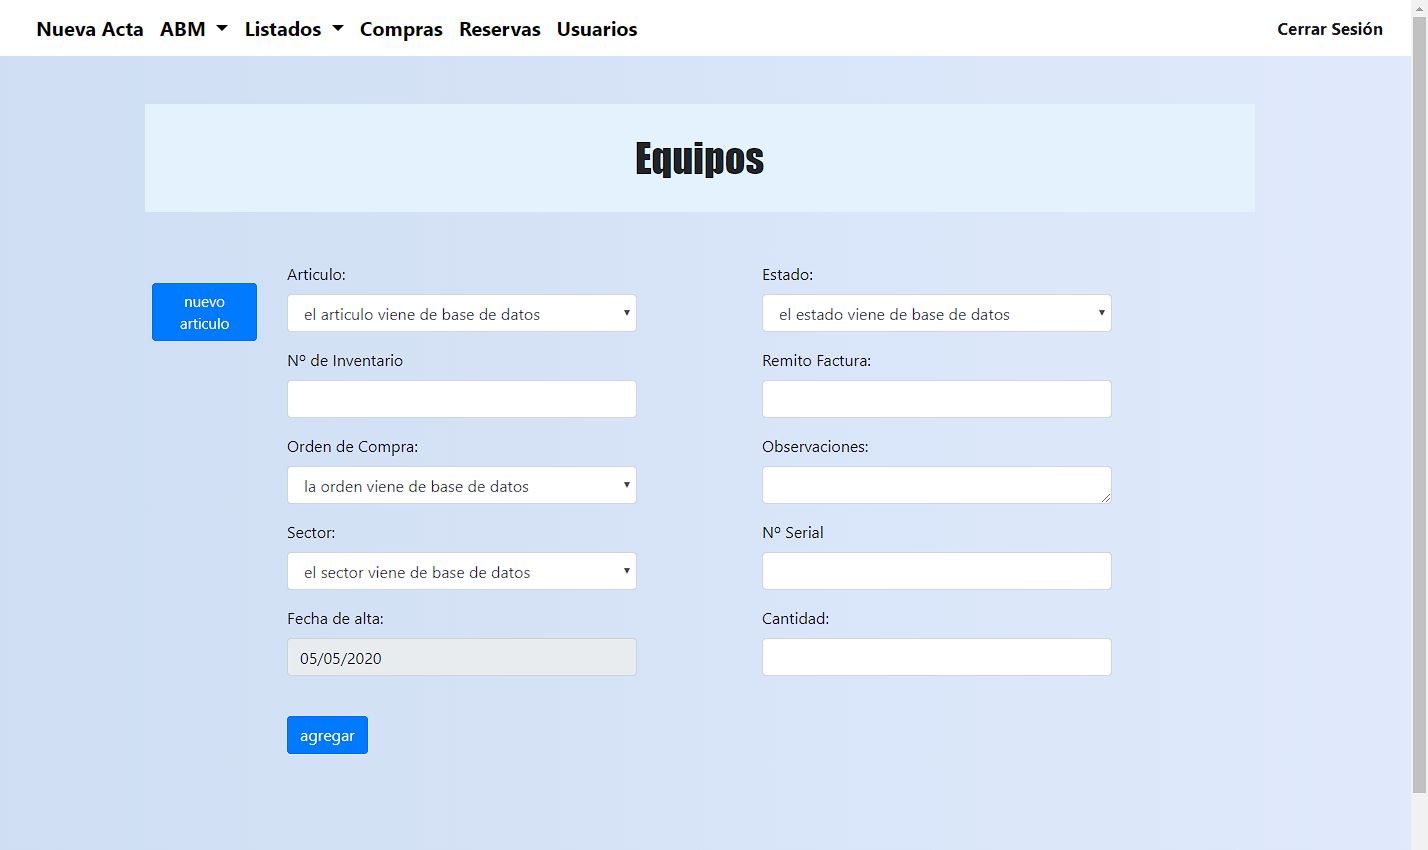 Nueva Acta ABM Listados Compras Reservas Usuarios Cerrar Sesión
Equipos
nuevo
articulo
Articulo:
el articulo viene de base de datos
Estado:
el estado viene de base de datos
Nº de Inventario
Remito Factura:
Orden de Compra:
la orden viene de base de datos
Observaciones:
Sector:
el sector viene de base de datos
Nº Serial
Fecha de alta:
05/05/2020
Cantidad:
agregar